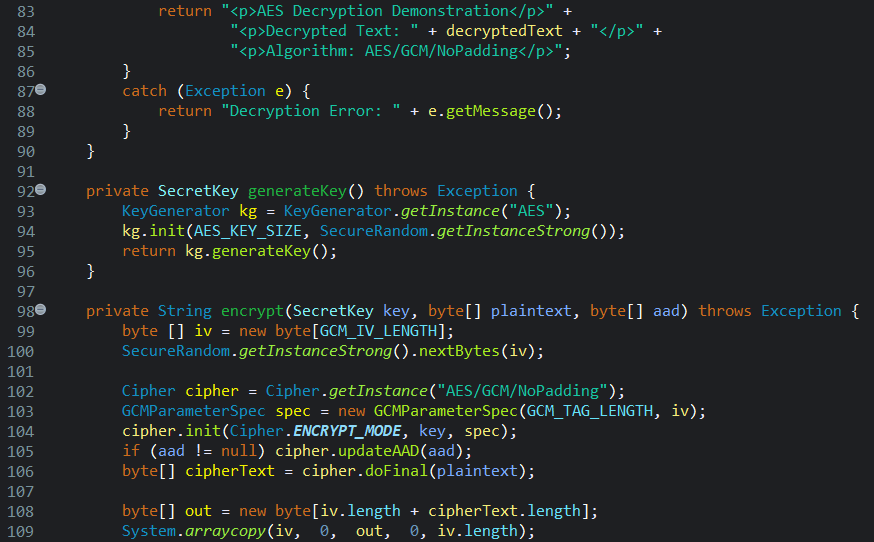 83 return "<p>AES Decryption Demonstration</p>" +
84 "<p>Decrypted Text: " + decryptedText + "</p>" +
85 "<p>Algorithm: AES/GCM/NoPadding</p>";
86 }
87 catch (Exception e) {
88 return "Decryption Error: " + e.getMessage();
89 }
90 }
91
92 private SecretKey generateKey() throws Exception {
93 KeyGenerator kg = KeyGenerator.getInstance("AES");
94 kg.init(AES_KEY_SIZE, SecureRandom.getInstanceStrong());
95 return kg.generateKey();
96 }
97
98 private String encrypt(SecretKey key, byte[] plaintext, byte[] aad) throws Exception {
99 byte [] iv = new byte[GCM_IV_LENGTH];
100 SecureRandom.getInstanceStrong().nextBytes(iv);
101
102 Cipher cipher = Cipher.getInstance("AES/GCM/NoPadding");
103 GCMParameterSpec spec = new GCMParameterSpec(GCM_TAG_LENGTH, iv);
104 cipher.init(Cipher.ENCRYPT_MODE, key, spec);
105 if (aad != null) cipher.updateAAD(aad);
106 byte[] cipherText = cipher.doFinal(plaintext);
107
108 byte[] out = new byte[iv.length + cipherText.length];
109 System.arraycopy(iv, 0, out, 0, iv.length);